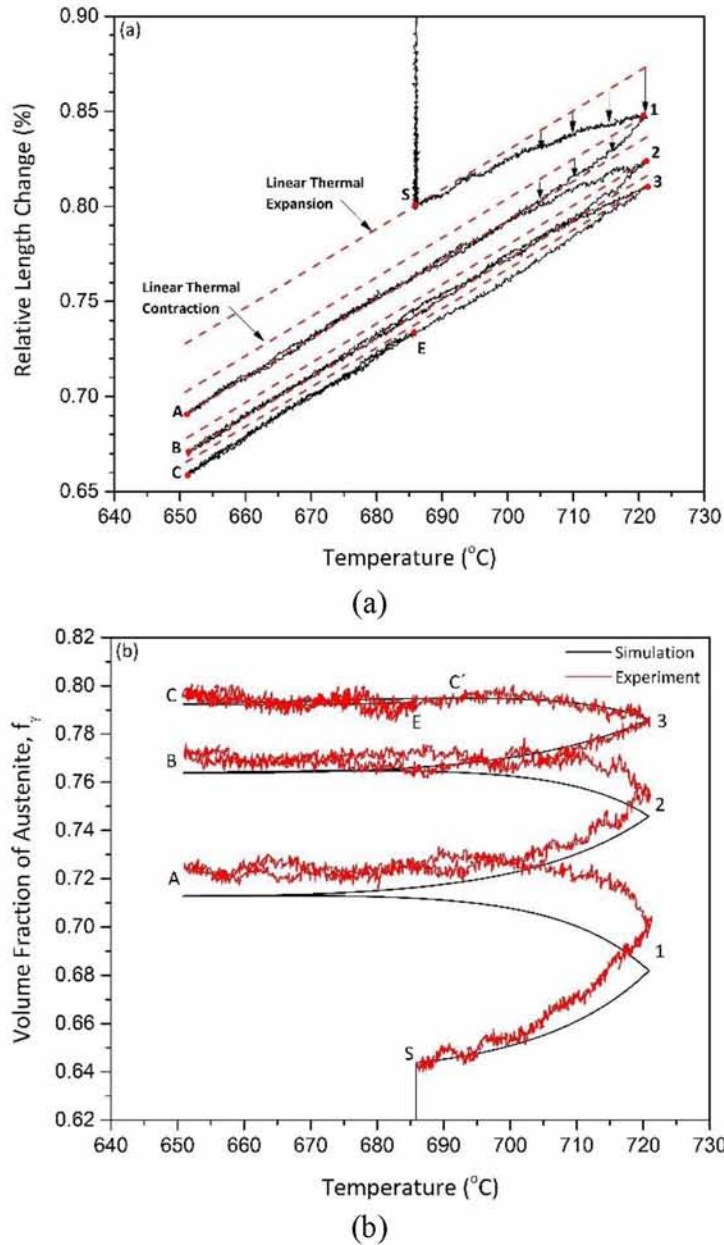 0.90
(a)
0.85
0.80
0.75
0.70
0.65
Relative Length Change (%)
Linear Thermal
Expansion
Linear Thermal
Contraction
S
1
2
3
E
A
B
C
640 650 660 670 680 690 700 710 720 730
Temperature (°C)
(a)
0.82
(b)
0.80
0.78
0.76
0.74
0.72
0.70
0.68
0.66
0.64
0.62
Volume Fraction of Austenite, fγ
Simulation
Experiment
C
C´
E
3
B
2
A
1
S
640 650 660 670 680 690 700 710 720 730
Temperature (°C)
(b)